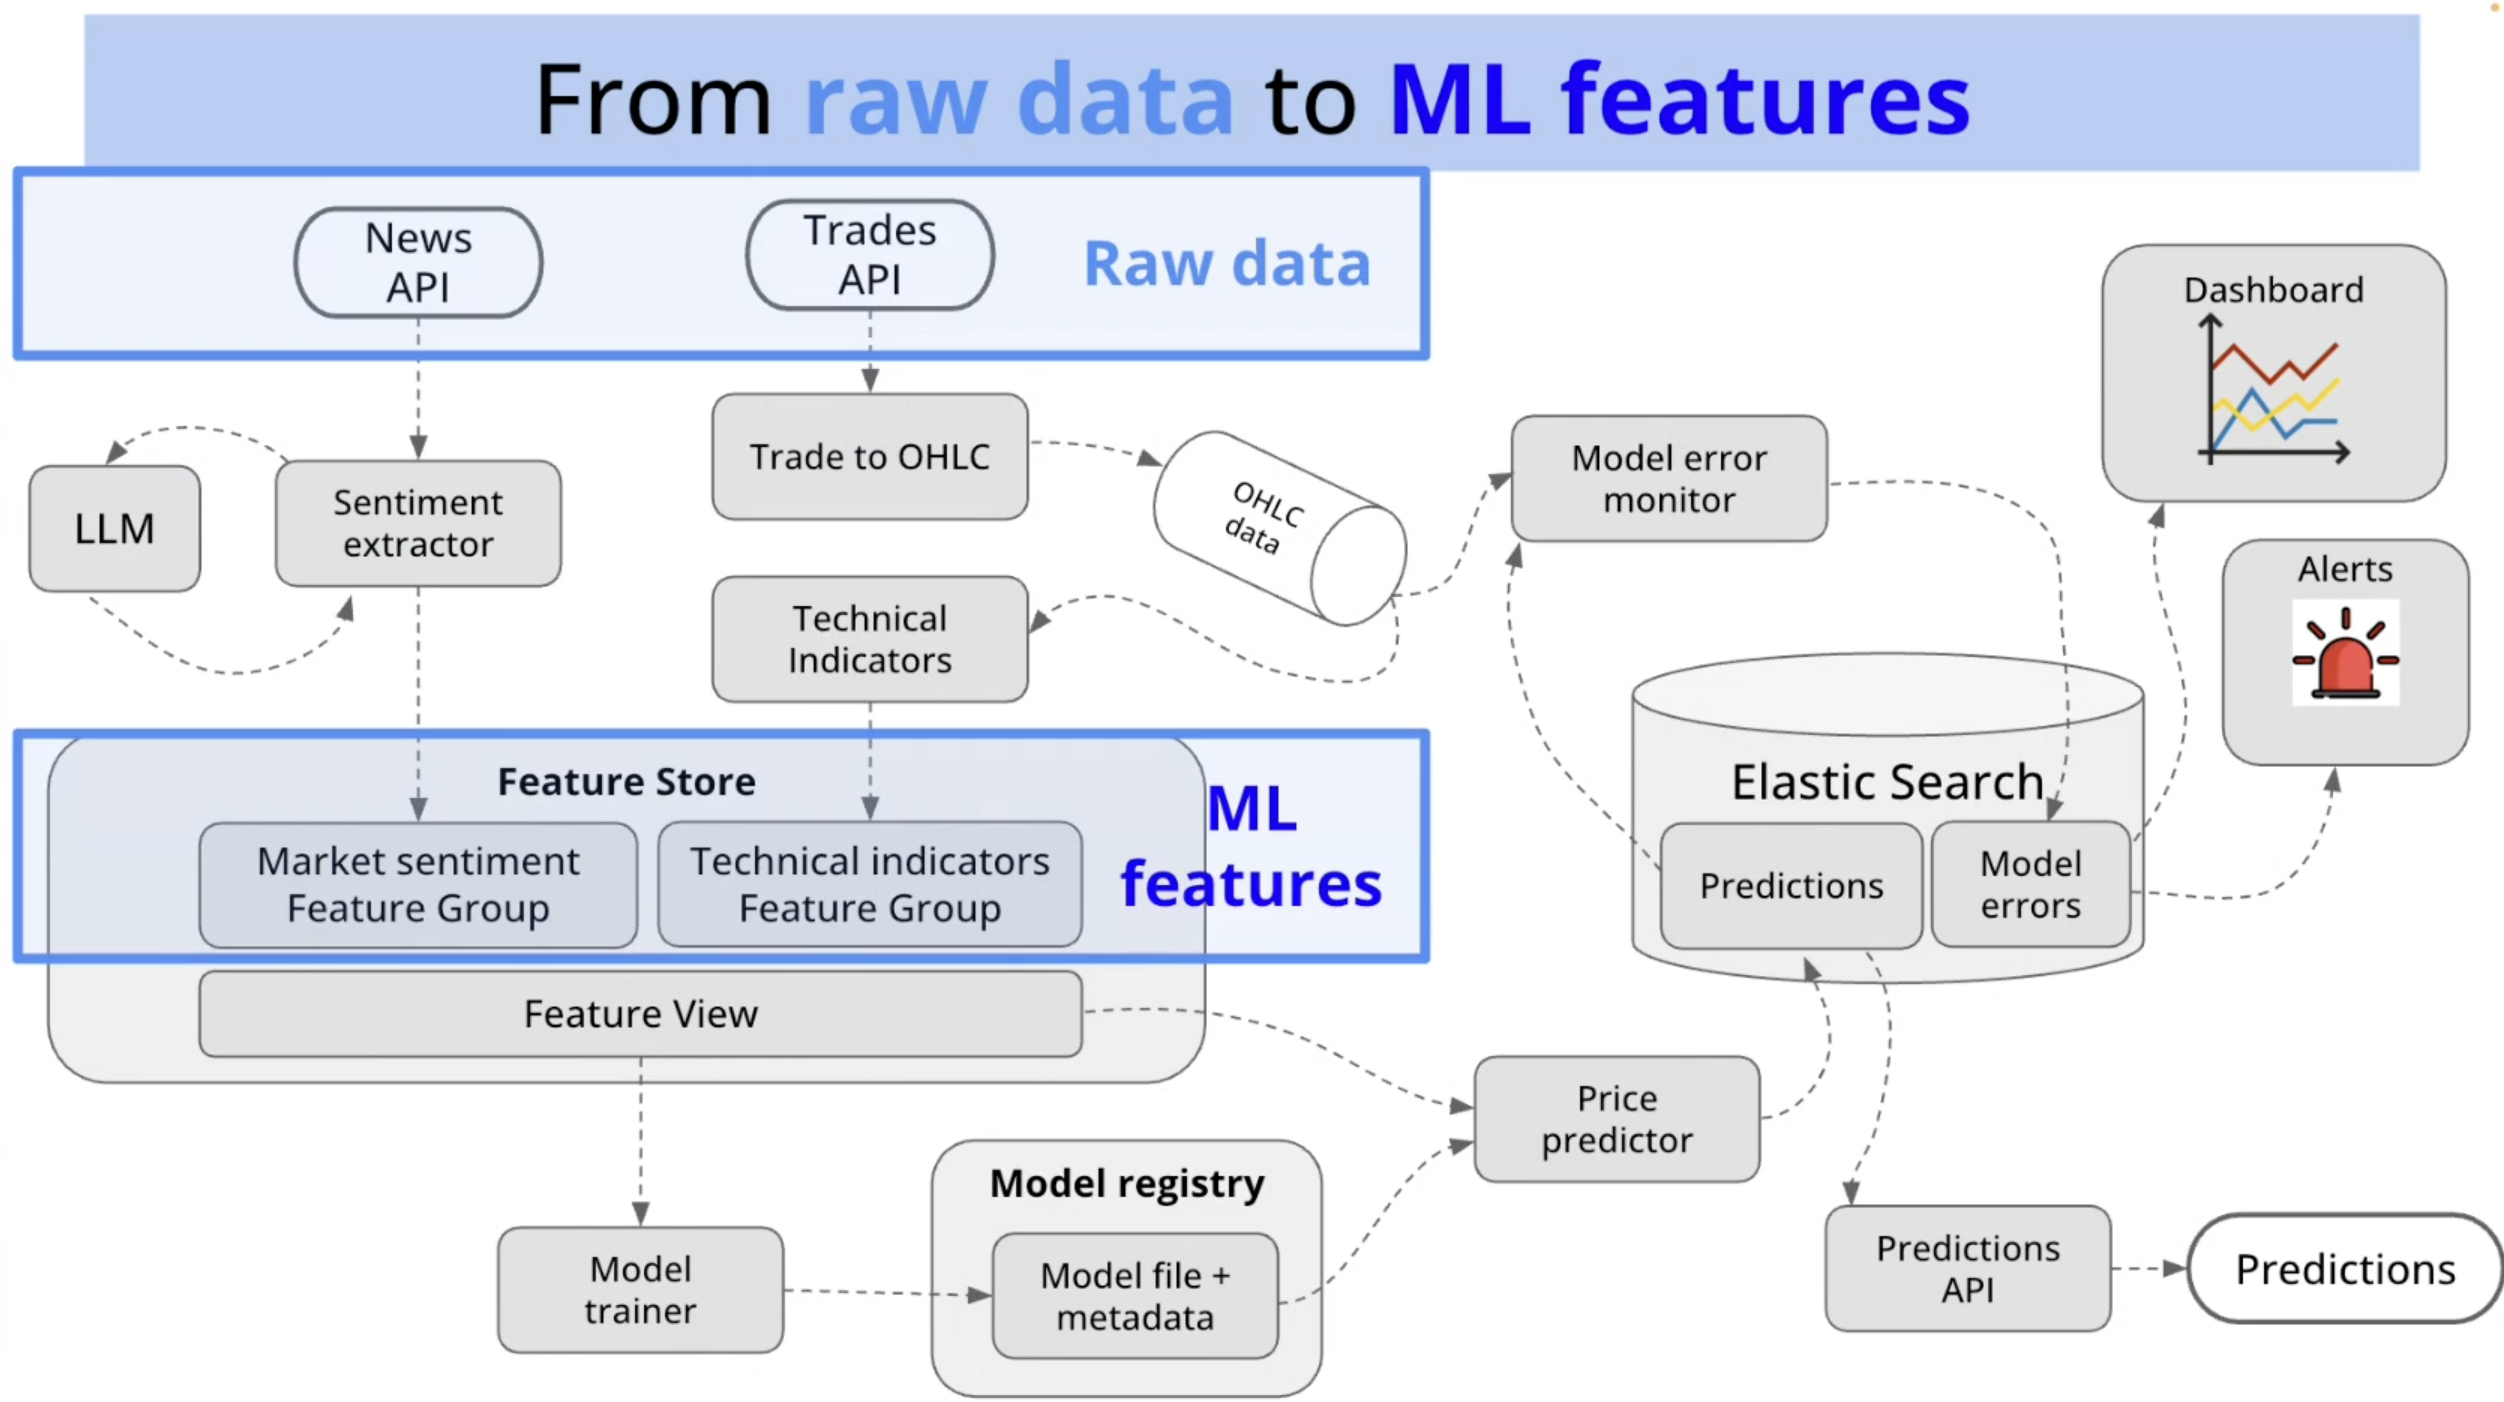 From raw data to ML features
News
API
Trades
API
Raw data
Dashboard
Trade to OHLC
OHLC
data
Model error
monitor
LLM
Sentiment
extractor
Technical
Indicators
Alerts
Feature Store
ML
features
Market sentiment
Feature Group
Technical indicators
Feature Group
Elastic Search
Predictions
Model
errors
Feature View
Price
predictor
Model registry
Model
trainer
Model file +
metadata
Predictions
API
Predictions